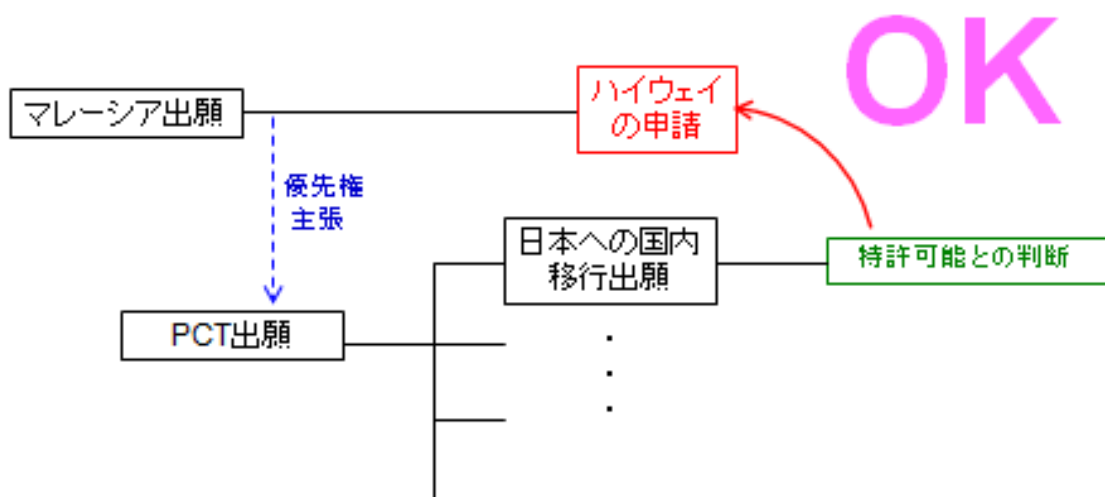 OK
マレーシア出願
ハイウェイ
の申請
優先権
主張
日本への国内
移行出願
特許可能との判断
PCT出願